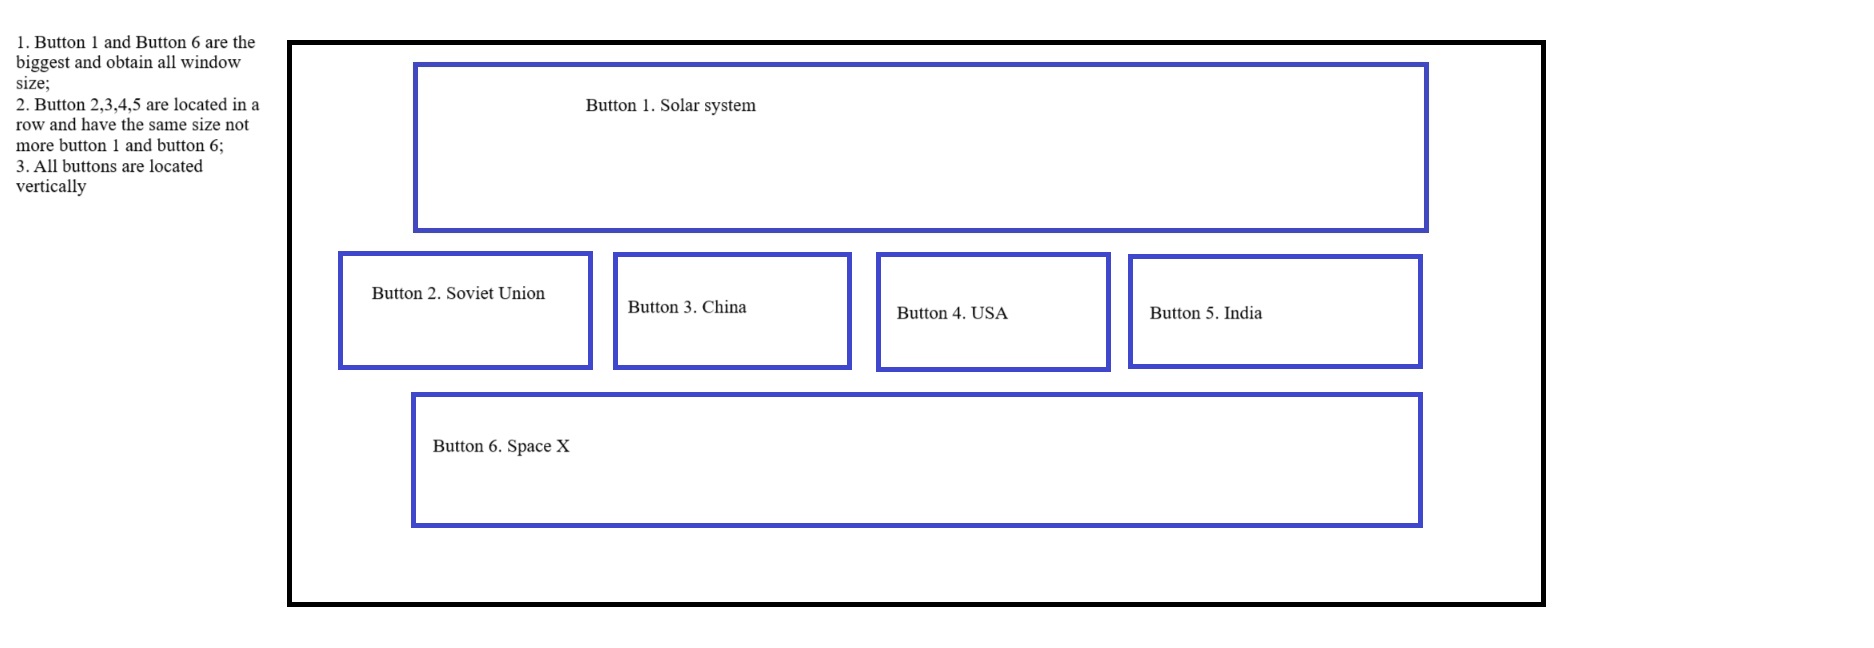 1. Button 1 and Button 6 are the
biggest and obtain all window
size;
2. Button 2,3,4,5 are located in a
row and have the same size not
more button 1 and button 6;
3. All buttons are located
vertically
Button 1. Solar system
Button 2. Soviet Union
Button 3. China
Button 4. USA
Button 5. India
Button 6. Space X